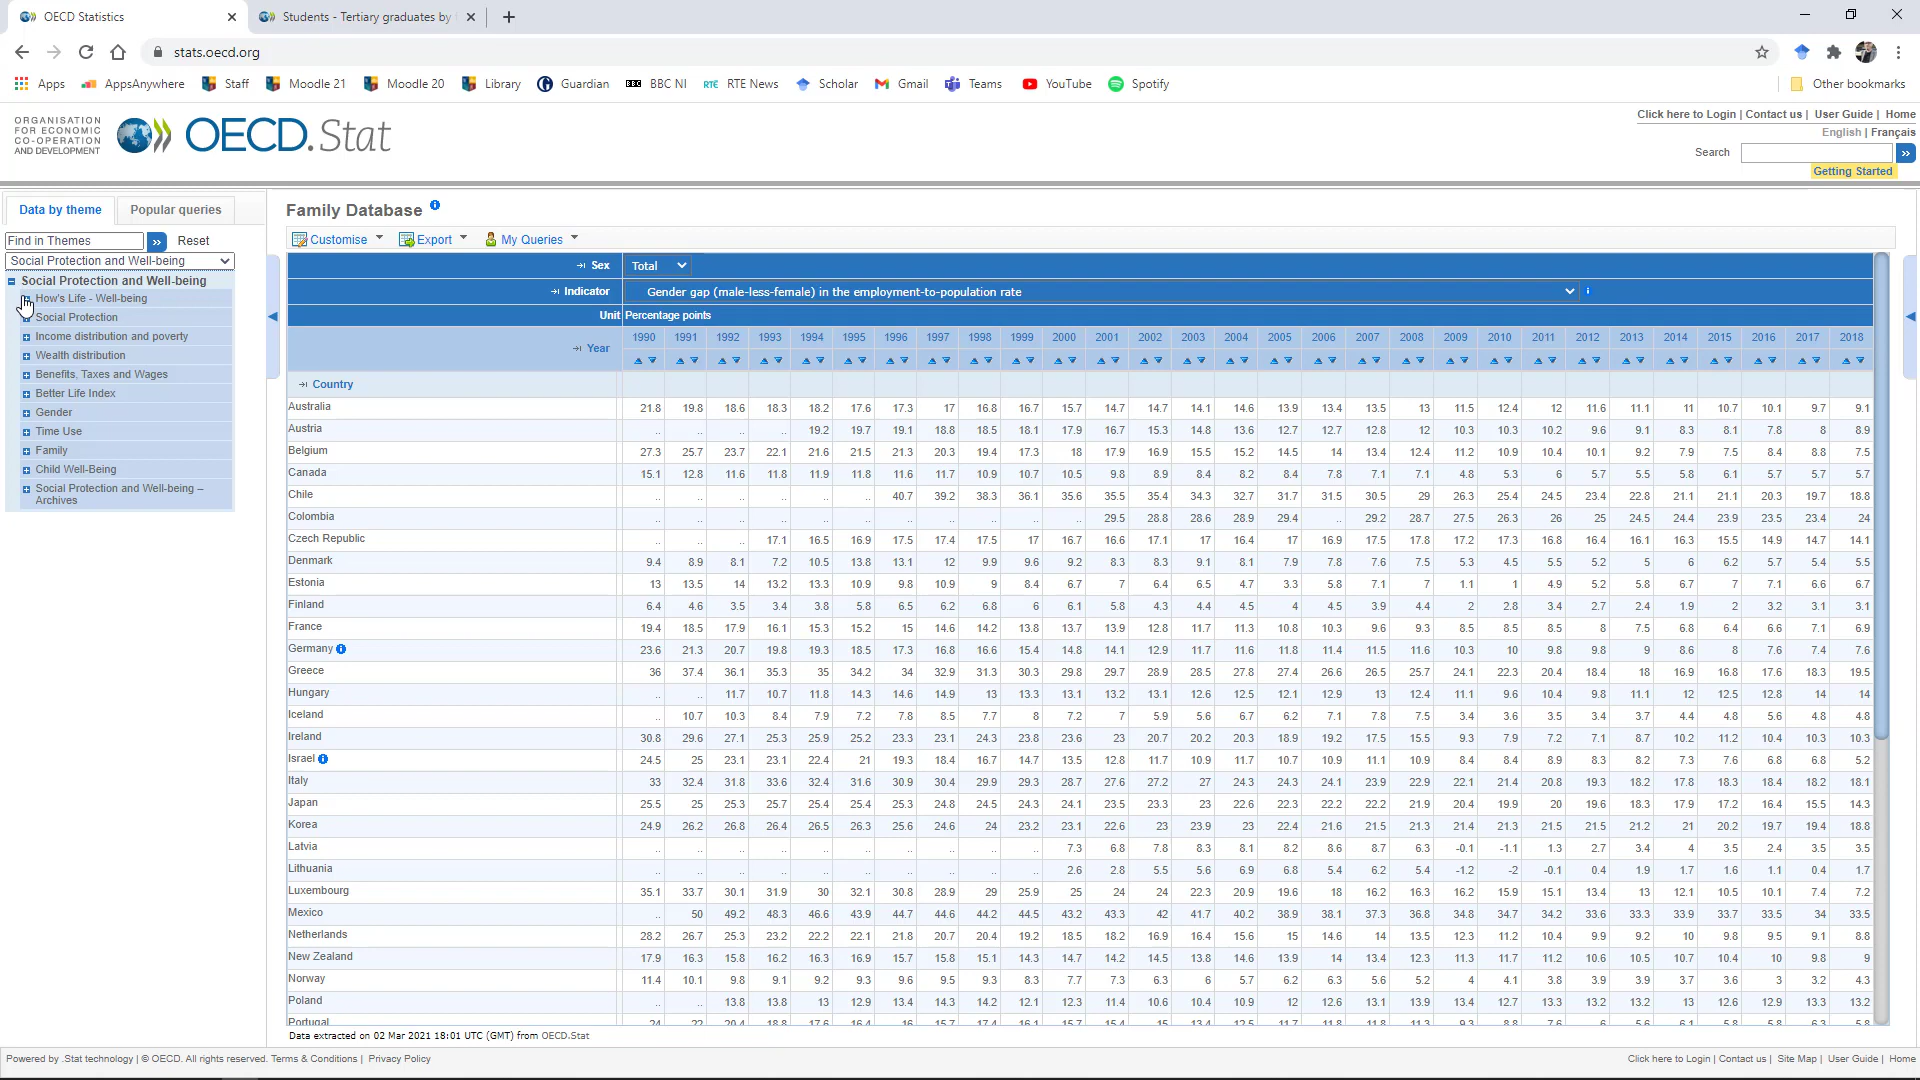 OECD Statistics
Students - Tertiary graduates by
stats.oecd.org
Apps AppsAnywhere Staff Moodle 21 Moodle 20 Library Guardian BBC NI RTE News Scholar Gmail Teams YouTube Spotify Other bookmarks
ORGANISATION
FOR ECONOMIC
CO-OPERATION
AND DEVELOPMENT
OECD.Stat
Click here to Login | Contact us | User Guide | Home
English | Français
Search
Getting Started
Data by theme Popular queries
Find in Themes Reset
Social Protection and Well-being
Social Protection and Well-being
How's Life - Well-being
Social Protection
Income distribution and poverty
Wealth distribution
Benefits, Taxes and Wages
Better Life Index
Gender
Time Use
Family
Child Well-Being
Social Protection and Well-being –
Archives
Family Database
Customise Export My Queries
Sex Total
Indicator Gender gap (male-less-female) in the employment-to-population rate
Unit Percentage points
Year 1990 1991 1992 1993 1994 1995 1996 1997 1998 1999 2000 2001 2002 2003 2004 2005 2006 2007 2008 2009 2010 2011 2012 2013 2014 2015 2016 2017 2018
Country
Australia 21.8 19.8 18.6 18.3 18.2 17.6 17.3 17 16.8 16.7 15.7 14.7 14.7 14.1 14.6 13.9 13.4 13.5 13 11.5 12.4 12 11.6 11.1 11 10.7 10.1 9.7 9.1
Austria .. .. .. .. 19.2 19.7 19.1 18.8 18.5 18.1 17.9 16.7 15.3 14.8 13.6 12.7 12.7 12.8 12 10.3 10.3 10.2 9.6 9.1 8.3 8.1 7.8 8 8.9
Belgium 27.3 25.7 23.7 22.1 21.6 21.5 21.3 20.3 19.4 17.3 18 17.9 16.9 15.5 15.2 14.5 14 13.4 12.4 11.2 10.9 10.4 10.1 9.2 7.9 7.5 8.4 8.8 7.5
Canada 15.1 12.8 11.6 11.8 11.9 11.8 11.6 11.7 10.9 10.7 10.5 9.8 8.9 8.4 8.2 8.4 7.8 7.1 7.1 4.8 5.3 6 5.7 5.5 5.8 6.1 5.7 5.7 5.7
Chile .. .. .. .. .. .. 40.7 39.2 38.3 36.1 35.6 35.5 35.4 34.3 32.7 31.7 31.5 30.5 29 26.3 25.4 24.5 23.4 22.8 21.1 21.1 20.3 19.7 18.8
Colombia .. .. .. .. .. .. .. .. .. .. .. 29.5 28.8 28.6 28.9 29.4 .. 29.2 28.7 27.5 26.3 26 25 24.5 24.4 23.9 23.5 23.4 24
Czech Republic .. .. .. 17.1 16.5 16.9 17.5 17.4 17.5 17 16.7 16.6 17.1 17 16.4 17 16.9 17.5 17.8 17.2 17.3 16.8 16.4 16.1 16.3 15.5 14.9 14.7 14.1
Denmark 9.4 8.9 8.1 7.2 10.5 13.8 13.1 12 9.9 9.6 9.2 8.3 8.3 9.1 8.1 7.9 7.8 7.6 7.5 5.3 4.5 5.5 5.2 5 6 6.2 5.7 5.4 5.5
Estonia 13 13.5 14 13.2 13.3 10.9 9.8 10.9 9 8.4 6.7 7 6.4 6.5 4.7 3.3 5.8 7.1 7 1.1 1 4.9 5.2 5.8 6.7 7 7.1 6.6 6.7
Finland 6.4 4.6 3.5 3.4 3.8 5.8 6.5 6.2 6.8 6 6.1 5.8 4.3 4.4 4.5 4 4.5 3.9 4.4 2 2.8 3.4 2.7 2.4 1.9 2 3.2 3.1 3.1
France 19.4 18.5 17.9 16.1 15.3 15.2 15 14.6 14.2 13.8 13.7 13.9 12.8 11.7 11.3 10.8 10.3 9.6 9.3 8.5 8.5 8.5 8 7.5 6.8 6.4 6.6 7.1 6.9
Germany 23.6 21.3 20.7 19.8 19.3 18.5 17.3 16.8 16.6 15.4 14.8 14.1 12.9 11.7 11.6 11.8 11.4 11.5 11.6 10.3 10 9.8 9.8 9 8.6 8 7.6 7.4 7.6
Greece 36 37.4 36.1 35.3 35 34.2 34 32.9 31.3 30.3 29.8 29.7 28.9 28.5 27.8 27.4 26.6 26.5 25.7 24.1 22.3 20.4 18.4 18 16.9 16.8 17.6 18.3 19.5
Hungary .. .. 11.7 10.7 11.8 14.3 14.6 14.9 13 13.3 13.1 13.2 13.1 12.6 12.5 12.1 12.9 13 12.4 11.1 9.6 10.4 9.8 11.1 12 12.5 12.8 14 14
Iceland .. 10.7 10.3 8.4 7.9 7.2 7.8 8.5 7.7 8 7.2 7 5.9 5.6 6.7 6.2 7.1 7.8 7.5 3.4 3.6 3.5 3.4 3.7 4.4 4.8 5.6 4.8 4.8
Ireland 30.8 29.6 27.1 25.3 25.9 25.2 23.3 23.1 24.3 23.8 23.6 23 20.7 20.2 20.3 18.9 19.2 17.5 15.5 9.3 7.9 7.2 7.1 8.7 10.2 11.2 10.4 10.3 10.3
Israel 24.5 25 23.1 23.1 22.4 21 19.3 18.4 16.7 14.7 13.5 12.8 11.7 10.9 11.7 10.7 10.9 11.1 10.9 8.4 8.4 8.9 8.3 8.2 7.3 7.6 6.8 6.8 5.2
Italy 33 32.4 31.8 33.6 32.4 31.6 30.9 30.4 29.9 29.3 28.7 27.6 27.2 27 24.3 24.3 24.1 23.9 22.9 22.1 21.4 20.8 19.3 18.2 17.8 18.3 18.4 18.2 18.1
Japan 25.5 25 25.3 25.7 25.4 25.4 25.3 24.8 24.5 24.3 24.1 23.5 23.3 23 22.6 22.3 22.2 22.2 21.9 20.4 19.9 20 19.6 18.3 17.9 17.2 16.4 15.5 14.3
Korea 24.9 26.2 26.8 26.4 26.5 26.3 25.6 24.6 24 23.2 23.1 22.6 23 23.9 23 22.4 21.6 21.5 21.3 21.4 21.3 21.5 21.5 21.2 21 20.2 19.7 19.4 18.8
Latvia .. .. .. .. .. .. .. .. .. .. 7.3 6.8 7.8 8.3 8.1 8.2 8.6 8.7 6.3 -0.1 -1.1 1.3 2.7 3.4 4 3.5 2.4 3.5 3.5
Lithuania .. .. .. .. .. .. .. .. .. .. 2.6 2.8 5.5 5.6 6.9 6.8 5.4 6.2 5.4 -1.2 -2 -0.1 0.4 1.9 1.7 1.6 1.1 0.4 1.7
Luxembourg 35.1 33.7 30.1 31.9 30 32.1 30.8 28.9 29 25.9 25 24 24 22.3 20.9 19.6 18 16.2 16.3 16.2 15.9 15.1 13.4 13 12.1 10.5 10.1 7.4 7.2
Mexico .. 50 49.2 48.3 46.6 43.9 44.7 44.6 44.2 44.5 43.2 43.3 42 41.7 40.2 38.9 38.1 37.3 36.8 34.8 34.7 34.2 33.6 33.3 33.9 33.7 33.5 34 33.5
Netherlands 28.2 26.7 25.3 23.2 22.2 22.1 21.8 20.7 20.4 19.2 18.5 18.2 16.9 16.4 15.6 15 14.6 14 13.5 12.3 11.2 10.4 9.9 9.2 10 9.8 9.5 9.1 8.8
New Zealand 17.9 16.3 15.8 16.2 16.3 16.9 15.7 15.8 15.1 14.3 14.7 14.2 14.5 13.8 14.6 13.9 14 13.4 12.3 11.3 11.7 11.2 10.6 10.5 10.7 10.4 10 9.8 9
Norway 11.4 10.1 9.8 9.1 9.2 9.3 9.6 9.5 9.3 8.3 7.7 7.3 6.3 6 5.7 6.2 6.3 5.6 5.2 4 4.1 3.8 3.9 3.9 3.7 3.6 3 3.2 4.3
Poland .. .. 13.8 13.8 13 12.9 13.4 14.3 14.2 12.1 12.3 11.4 10.6 10.4 10.9 12 12.6 13.1 13.9 13.4 12.7 13.3 13.2 13.2 13 12.6 12.9 13.3 13.2
Portugal 24 22 20.4 18.8 17.6 16.4 16 15.7 17.4 16.1 15.7 15.4 15 13.4 12.5 11.7 11.8 11.8 11.3 9.3 8.8 7.6 6 5.6 6.1 5.8 5.8 6.3 5.8
Data extracted on 02 Mar 2021 18:01 UTC (GMT) from OECD.Stat
Powered by .Stat technology | © OECD. All rights reserved. Terms & Conditions | Privacy Policy
Click here to Login | Contact us | Site Map | User Guide | Home